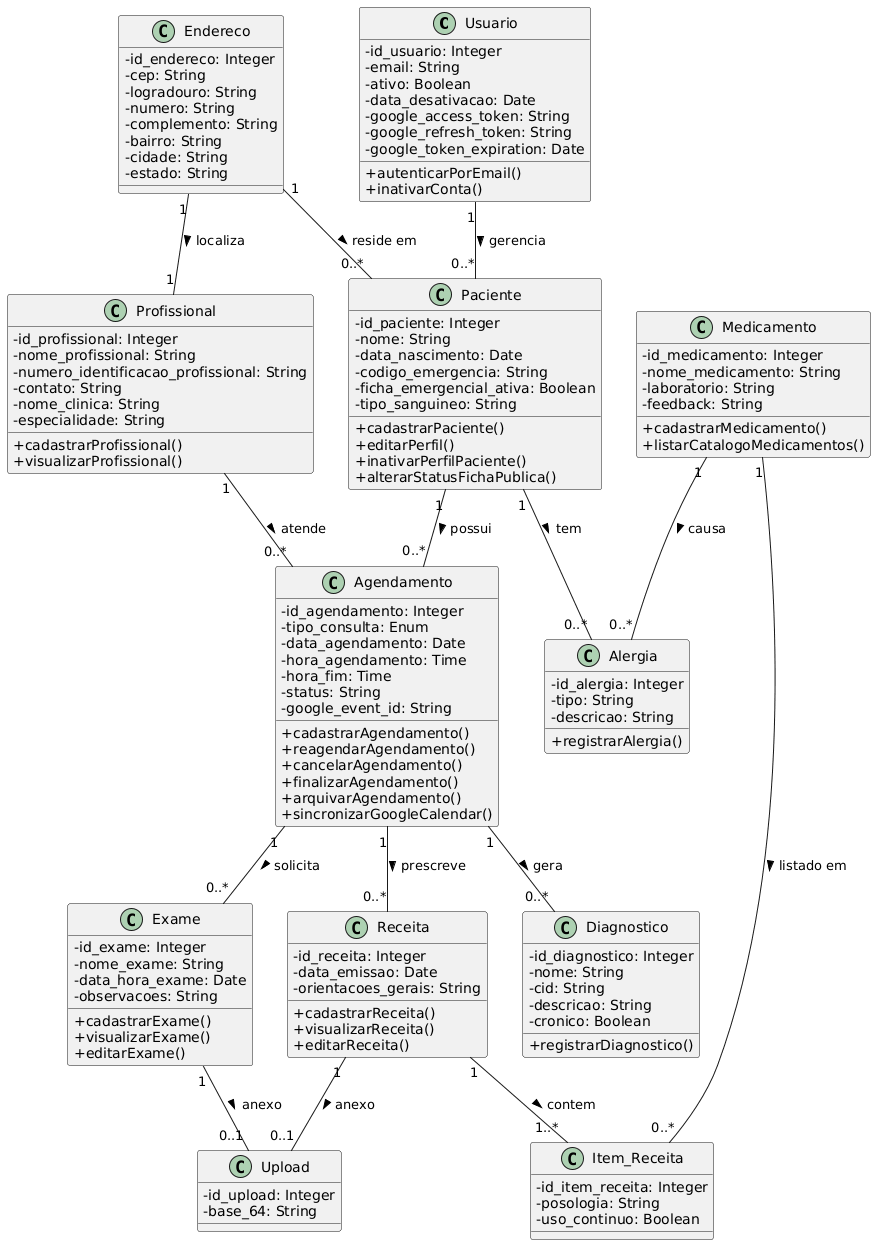 C Endereco
-id_endereco: Integer
-cep: String
-logradouro: String
-numero: String
-complemento: String
-bairro: String
-cidade: String
-estado: String
C Usuario
-id_usuario: Integer
-email: String
-ativo: Boolean
-data_desativacao: Date
-google_access_token: String
-google_refresh_token: String
-google_token_expiration: Date
+autenticarPorEmail()
+inativarConta()
1
localiza
1
1
reside em
0..*
1
gerencia
0..*
C Profissional
-id_profissional: Integer
-nome_profissional: String
-numero_identificacao_profissional: String
-contato: String
-nome_clinica: String
-especialidade: String
+cadastrarProfissional()
+visualizarProfissional()
C Paciente
-id_paciente: Integer
-nome: String
-data_nascimento: Date
-codigo_emergencia: String
-ficha_emergencial_ativa: Boolean
-tipo_sanguineo: String
+cadastrarPaciente()
+editarPerfil()
+inativarPerfilPaciente()
+alterarStatusFichaPublica()
C Medicamento
-id_medicamento: Integer
-nome_medicamento: String
-laboratorio: String
-feedback: String
+cadastrarMedicamento()
+listarCatalogoMedicamentos()
1
atende
0..*
1
possui
0..*
1
tem
0..*
1
causa
0..*
1
listado em
0..*
C Agendamento
-id_agendamento: Integer
-tipo_consulta: Enum
-data_agendamento: Date
-hora_agendamento: Time
-hora_fim: Time
-status: String
-google_event_id: String
+cadastrarAgendamento()
+reagendarAgendamento()
+cancelarAgendamento()
+finalizarAgendamento()
+arquivarAgendamento()
+sincronizarGoogleCalendar()
C Alergia
-id_alergia: Integer
-tipo: String
-descricao: String
+registrarAlergia()
1
solicita
0..*
1
prescreve
0..*
1
gera
0..*
C Exame
-id_exame: Integer
-nome_exame: String
-data_hora_exame: Date
-observacoes: String
+cadastrarExame()
+visualizarExame()
+editarExame()
C Receita
-id_receita: Integer
-data_emissao: Date
-orientacoes_gerais: String
+cadastrarReceita()
+visualizarReceita()
+editarReceita()
C Diagnostico
-id_diagnostico: Integer
-nome: String
-cid: String
-descricao: String
-cronico: Boolean
+registrarDiagnostico()
1
anexo
0..1
1
anexo
0..1
1
contem
1..*
C Upload
-id_upload: Integer
-base_64: String
C Item_Receita
-id_item_receita: Integer
-posologia: String
-uso_continuo: Boolean